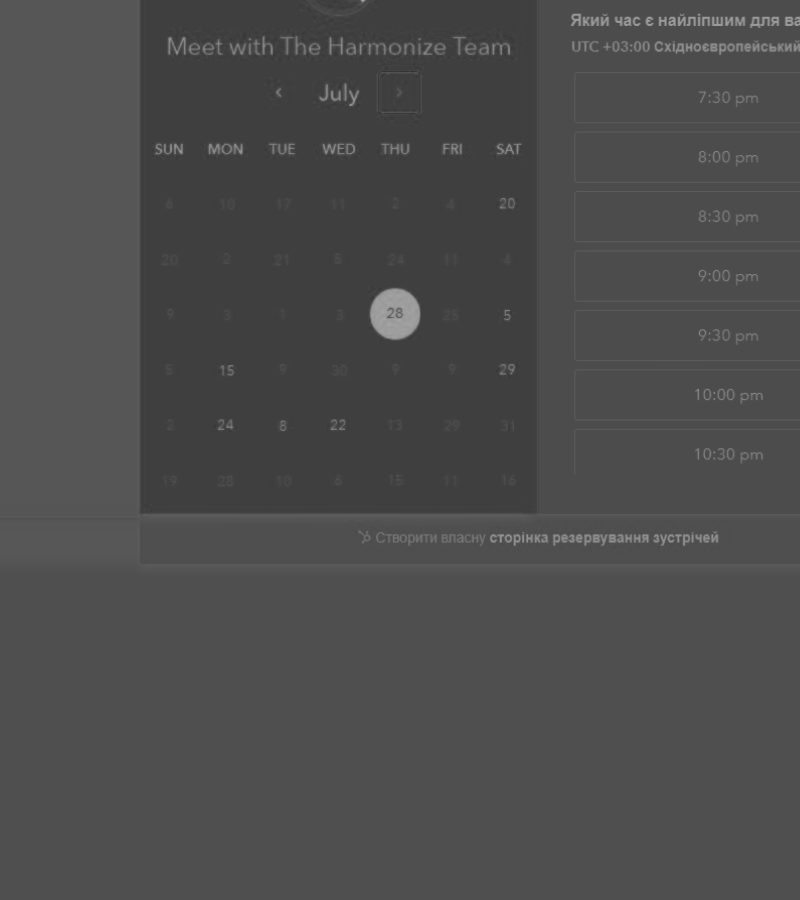 Meet with The Harmonize Team
July
SUN MON TUE WED THU FRI SAT
6 10 17 11 2 4 20
20 2 21 5 24 11 4
9 3 1 3 28 26 5
5 15 9 30 9 9 29
2 24 8 22 13 29 31
19 28 10 6 15 11 16
Який час є найліпшим для
UTC +03:00 Східноєвропейський
7:30 pm
8:00 pm
8:30 pm
9:00 pm
9:30 pm
10:00 pm
10:30 pm
Створити власну сторінка резервування зустрічей